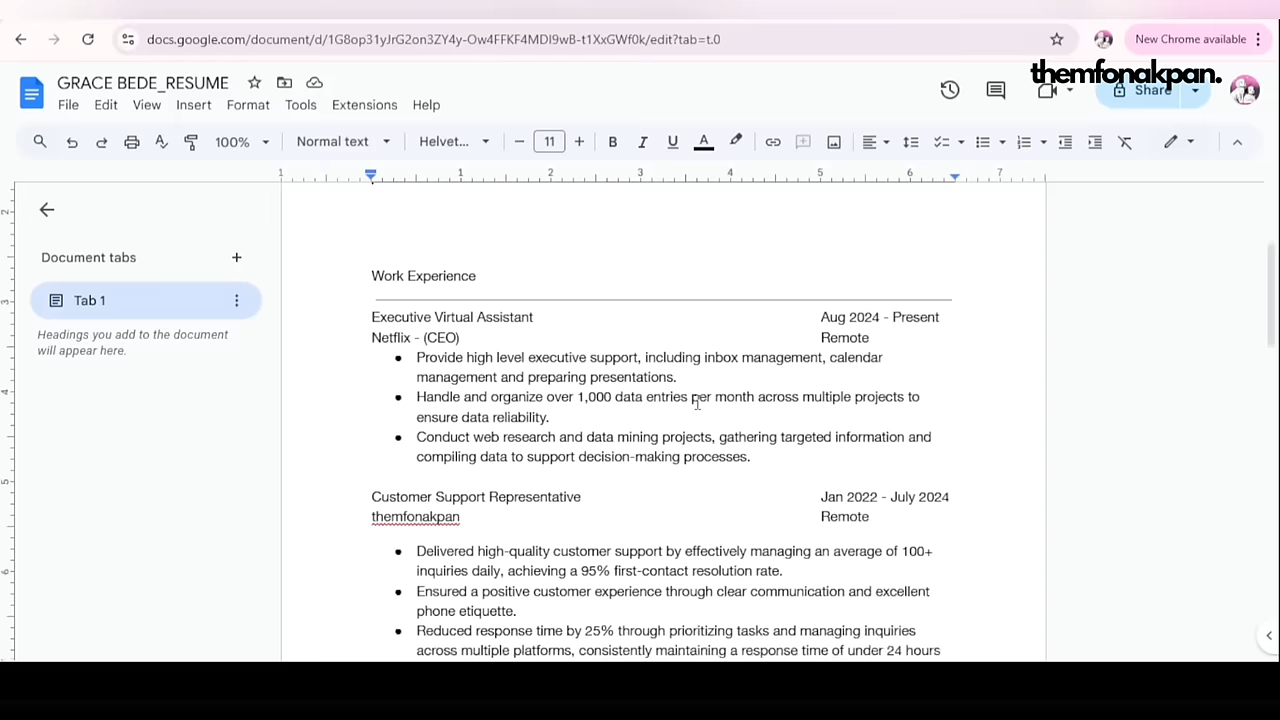 docs.google.com/document/d/1G8op31yJrG2on3ZY4y-Ow4FFKF4MDI9wB-t1XxGWf0k/edit?tab=t.0
New Chrome available
GRACE BEDE_RESUME
themfonakpan.
File Edit View Insert Format Tools Extensions Help
Share
100% Normal text Helvet... 11 B I U A
1 1 2 3 4 5 6 7
Document tabs
Tab 1
Headings you add to the document
will appear here.
2
3
4
5
6
Work Experience
Executive Virtual Assistant Aug 2024 - Present
Netflix - (CEO) Remote
● Provide high level executive support, including inbox management, calendar
management and preparing presentations.
● Handle and organize over 1,000 data entries per month across multiple projects to
ensure data reliability.
● Conduct web research and data mining projects, gathering targeted information and
compiling data to support decision-making processes.
Customer Support Representative Jan 2022 - July 2024
themfonakpan Remote
● Delivered high-quality customer support by effectively managing an average of 100+
inquiries daily, achieving a 95% first-contact resolution rate.
● Ensured a positive customer experience through clear communication and excellent
phone etiquette.
● Reduced response time by 25% through prioritizing tasks and managing inquiries
across multiple platforms, consistently maintaining a response time of under 24 hours